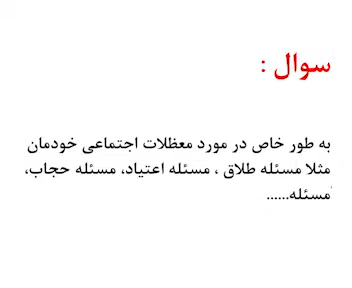 سوال :
به طور خاص در مورد معظلات اجتماعی خودمان
مثلا مسئله طلاق ، مسئله اعتیاد، مسئله حجاب،
مسئله......